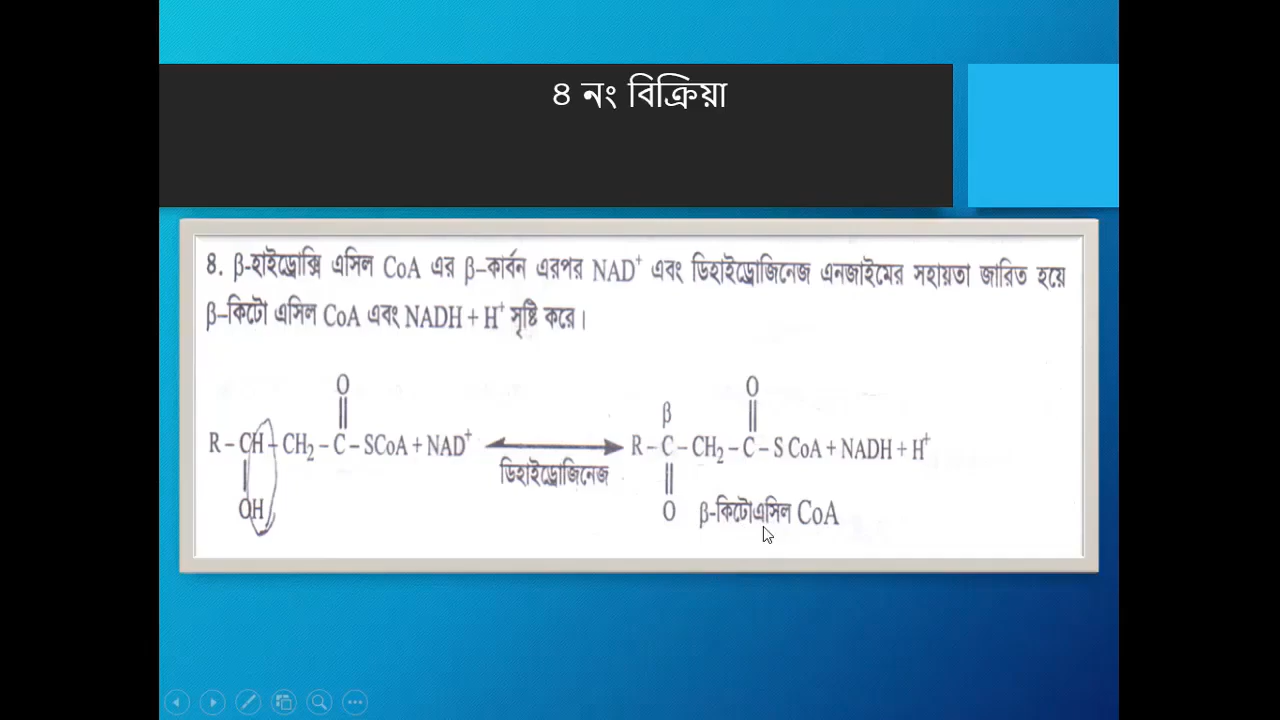 ৪ নং বিক্রিয়া
৪. β-হাইড্রোক্সি এসিল CoA এর β–কার্বন এরপর NAD⁺ এবং ডিহাইড্রোজিনেজ এনজাইমের সহায়তা জারিত হয়ে
β–কিটো এসিল CoA এবং NADH + H⁺ সৃষ্টি করে।
O
||
R – CH – CH₂ – C – SCoA + NAD⁺
|
OH
ডিহাইড্রোজিনেজ
β O
||
R – C – CH₂ – C – S CoA + NADH + H⁺
||
O β-কিটোএসিল CoA